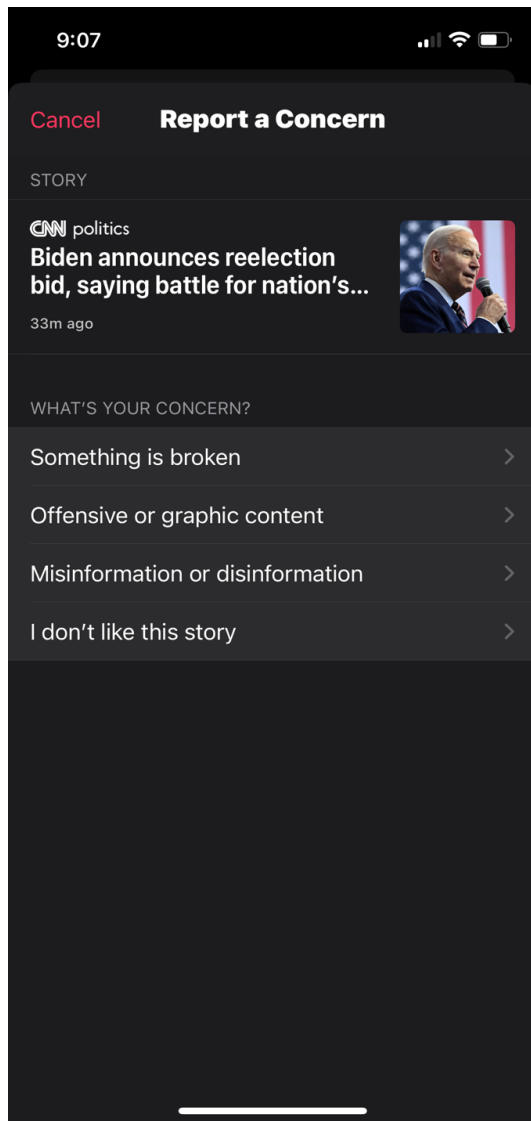 9:07
Cancel Report a Concern
STORY
CNN politics
Biden announces reelection
bid, saying battle for nation’s...
33m ago
WHAT’S YOUR CONCERN?
Something is broken
Offensive or graphic content
Misinformation or disinformation
I don’t like this story